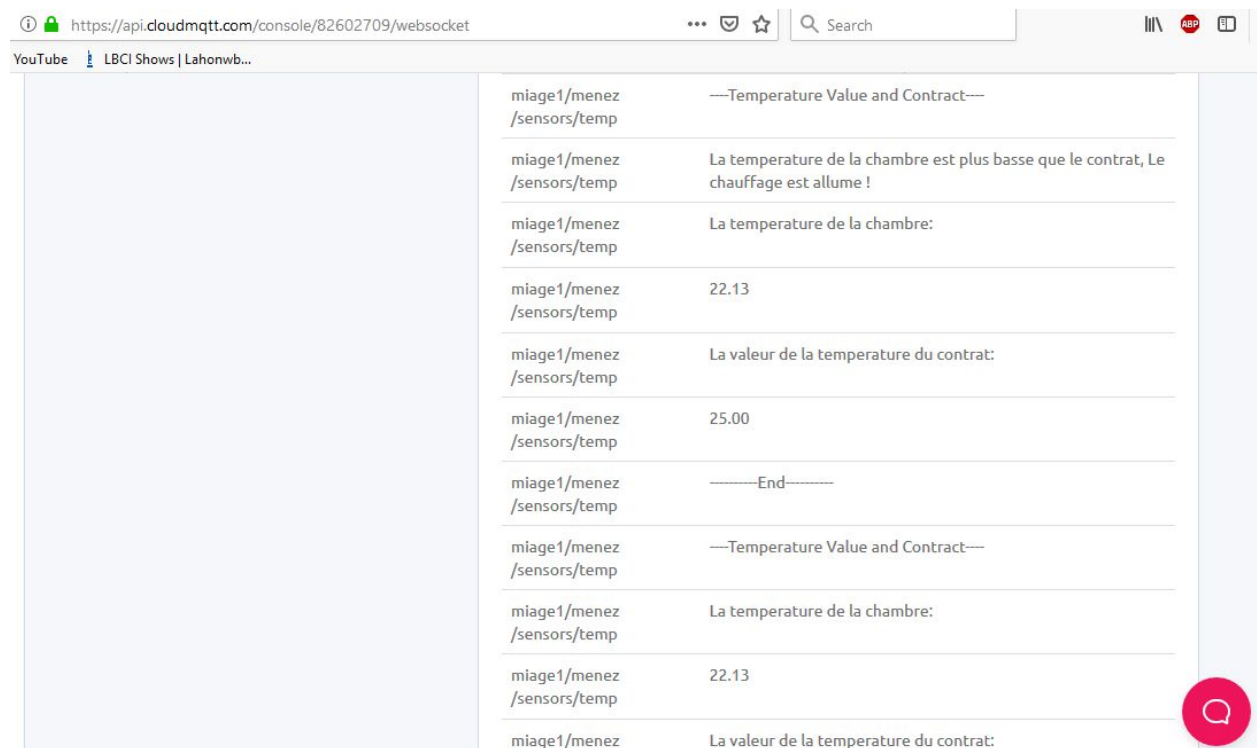 https://api.cloudmqtt.com/console/82602709/websocket
Search
ABP
YouTube
LBCI Shows | Lahonwb...
miage1/menez ----Temperature Value and Contract----
/sensors/temp
miage1/menez La temperature de la chambre est plus basse que le contrat, Le
/sensors/temp chauffage est allume !
miage1/menez La temperature de la chambre:
/sensors/temp
miage1/menez 22.13
/sensors/temp
miage1/menez La valeur de la temperature du contrat:
/sensors/temp
miage1/menez 25.00
/sensors/temp
miage1/menez ----------End----------
/sensors/temp
miage1/menez ----Temperature Value and Contract----
/sensors/temp
miage1/menez La temperature de la chambre:
/sensors/temp
miage1/menez 22.13
/sensors/temp
miage1/menez La valeur de la temperature du contrat: